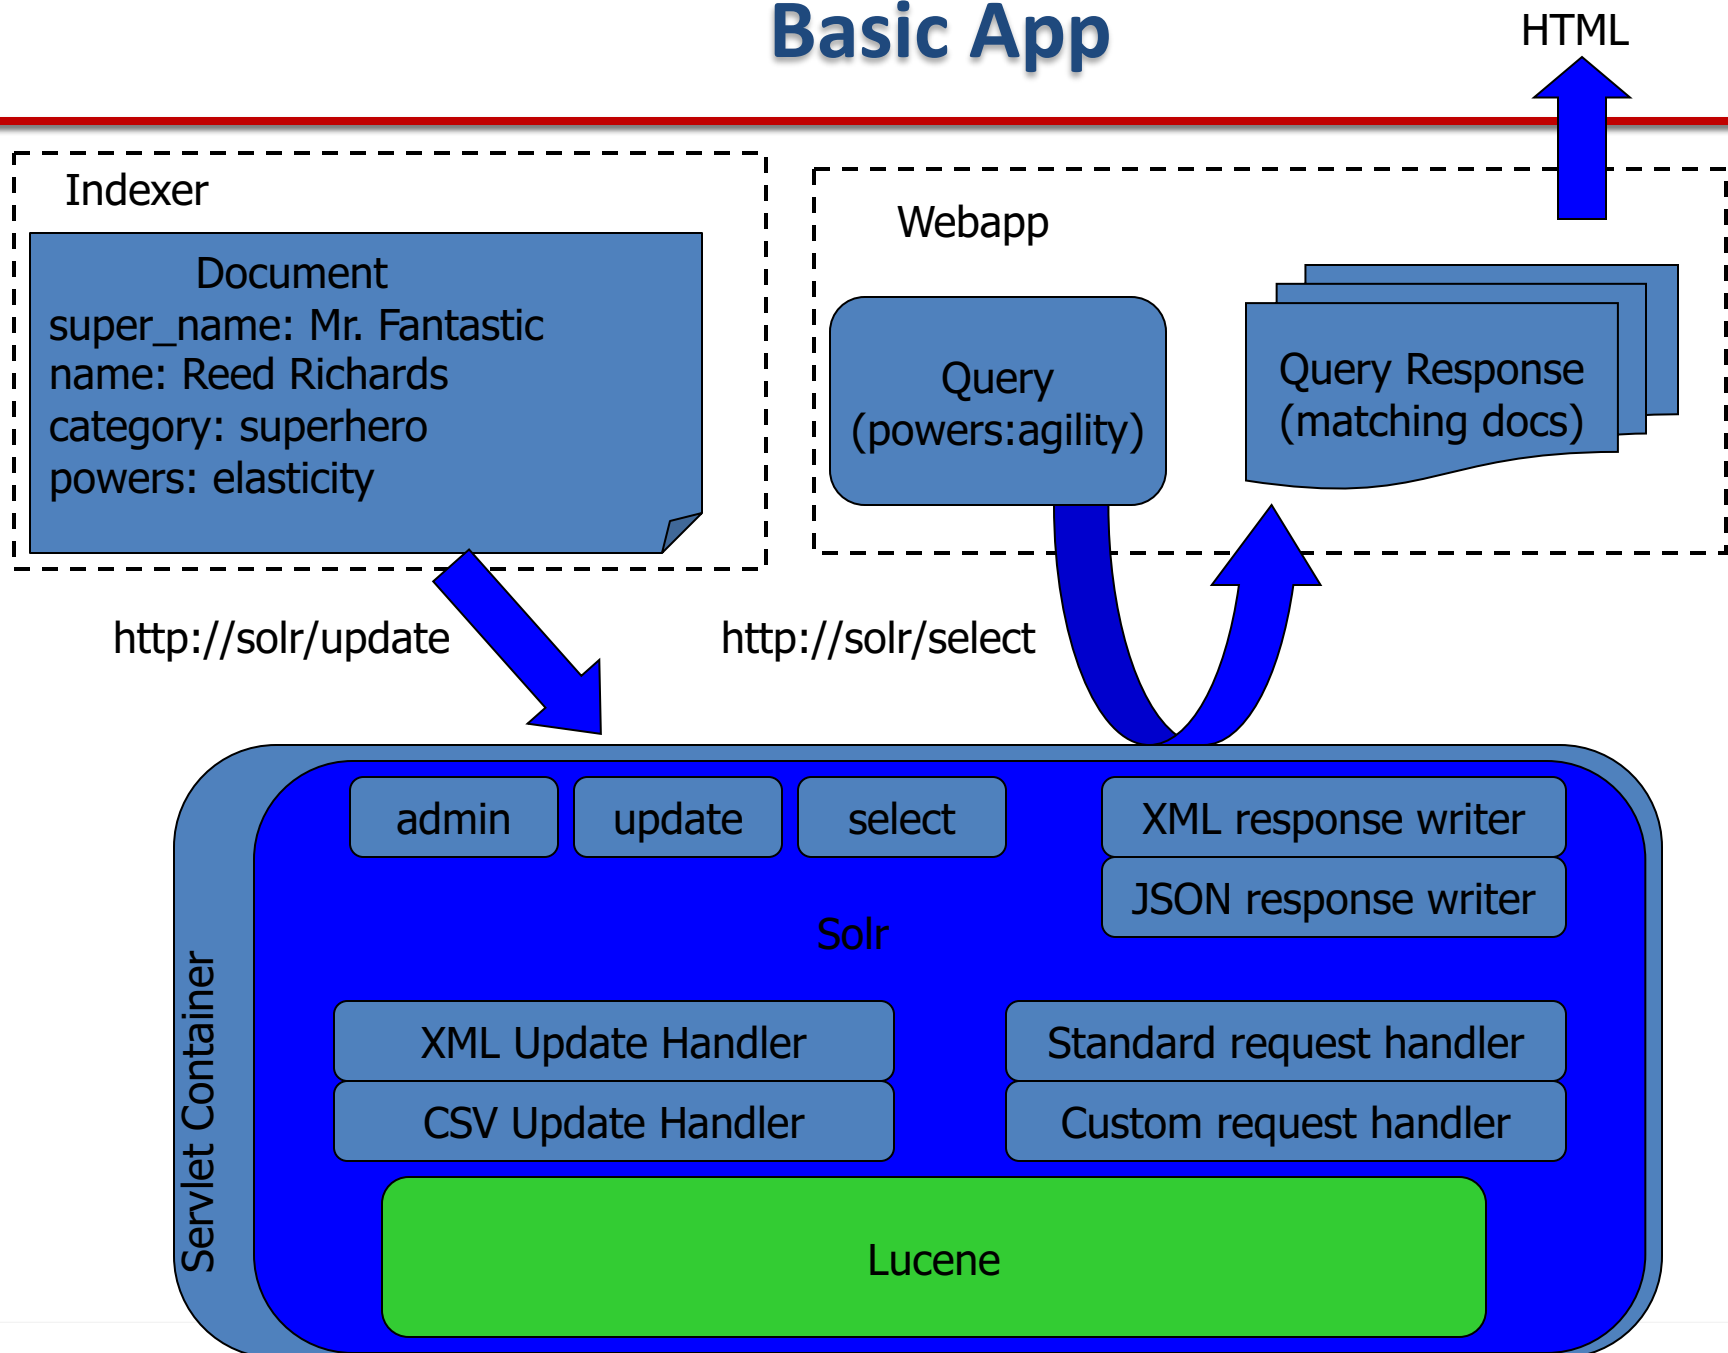 Basic App
HTML
Indexer
Document
super_name: Mr. Fantastic
name: Reed Richards
category: superhero
powers: elasticity
Webapp
Query
(powers:agility)
Query Response
(matching docs)
http://solr/update
http://solr/select
admin
update
select
XML response writer
JSON response writer
Solr
Servlet Container
XML Update Handler
CSV Update Handler
Standard request handler
Custom request handler
Lucene